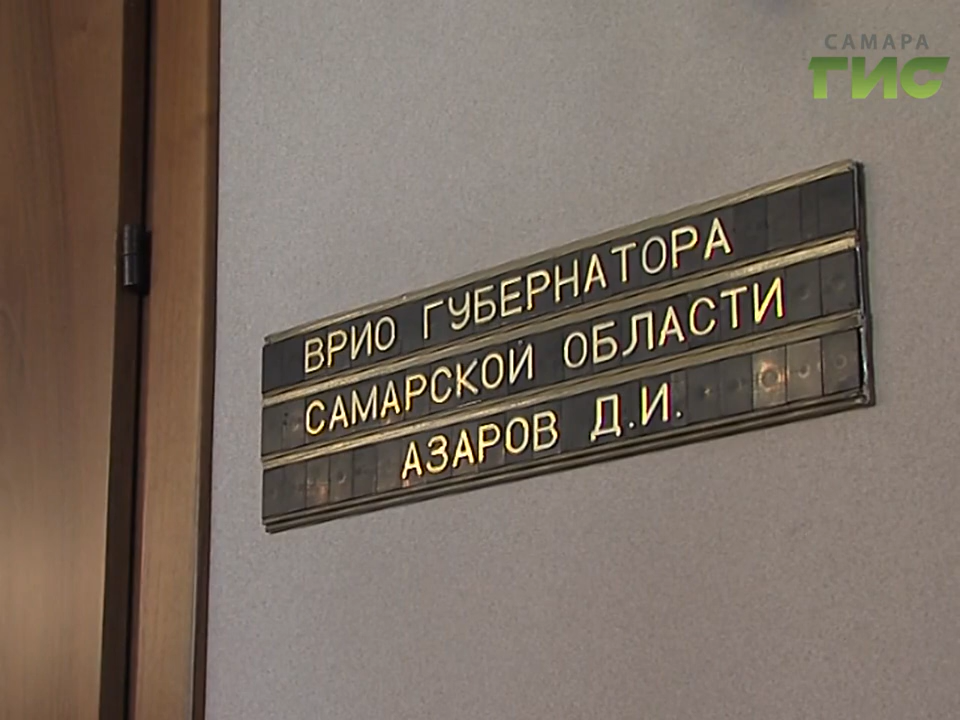 САМАРА
ГИС
ВРИО ГУБЕРНАТОРА
САМАРСКОЙ ОБЛАСТИ
АЗАРОВ Д.И.